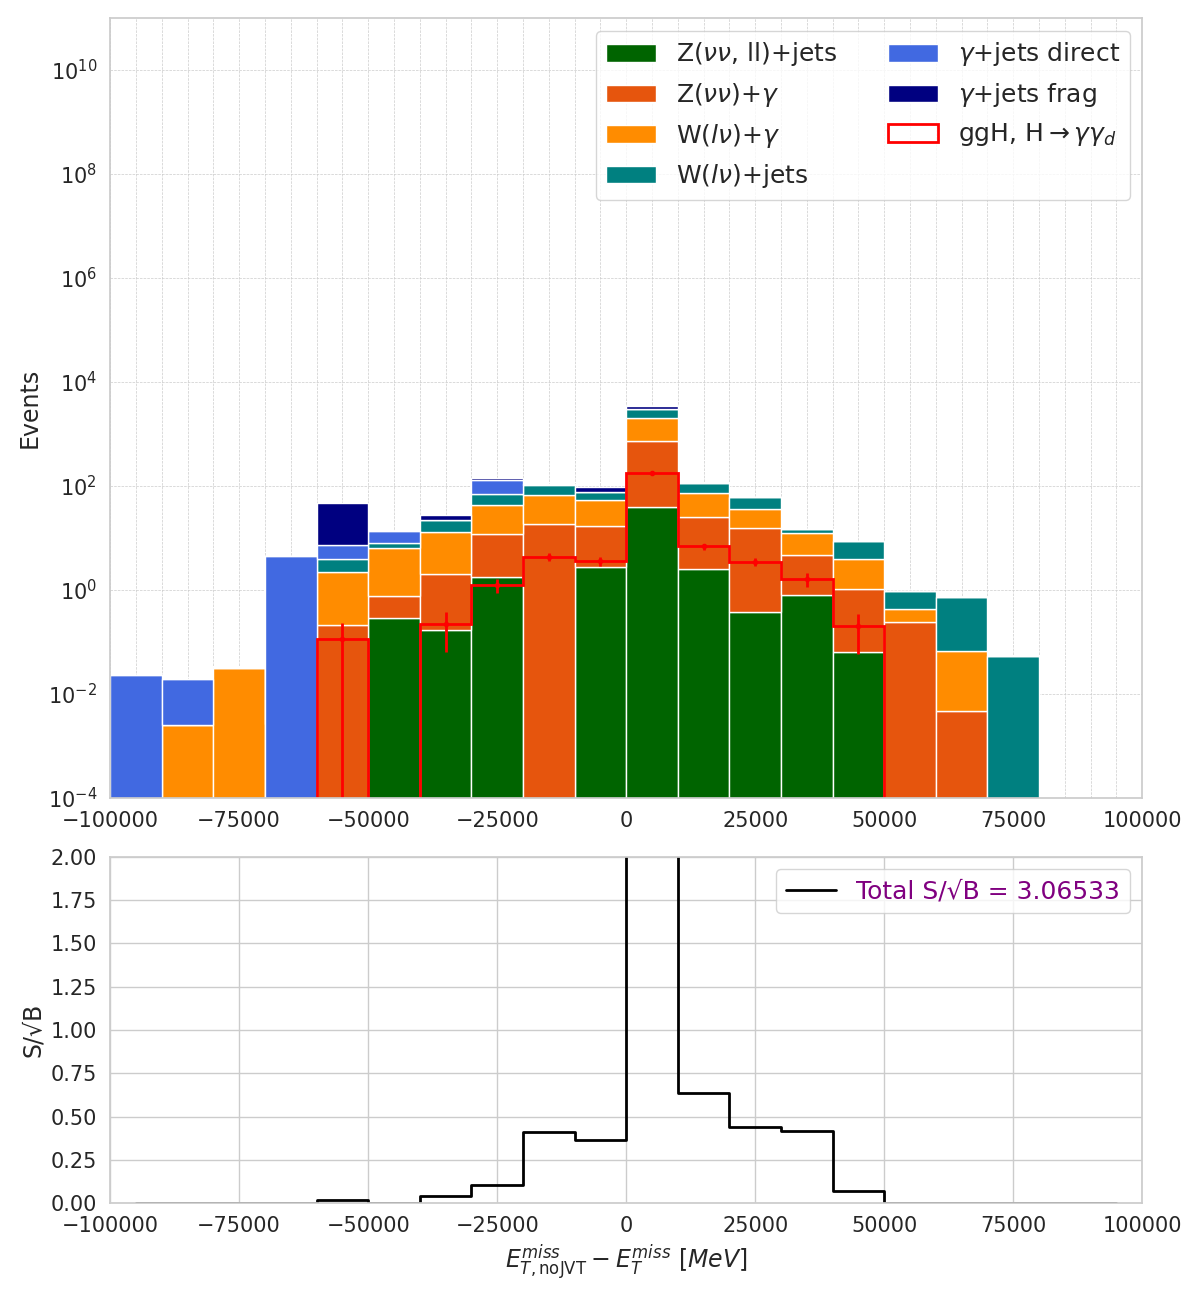 Z(νν, ll)+jets
Z(νν)+γ
W(lν)+γ
W(lν)+jets
γ+jets direct
γ+jets frag
ggH, H→γγ_d
Events
10^10
10^8
10^6
10^4
10^2
10^0
10^−2
10^−4
−100000 −75000 −50000 −25000 0 25000 50000 75000 100000
Total S/√B = 3.06533
S/√B
2.00
1.75
1.50
1.25
1.00
0.75
0.50
0.25
0.00
−100000 −75000 −50000 −25000 0 25000 50000 75000 100000
E_{T,noJVT}^{miss} − E_T^{miss} [MeV]